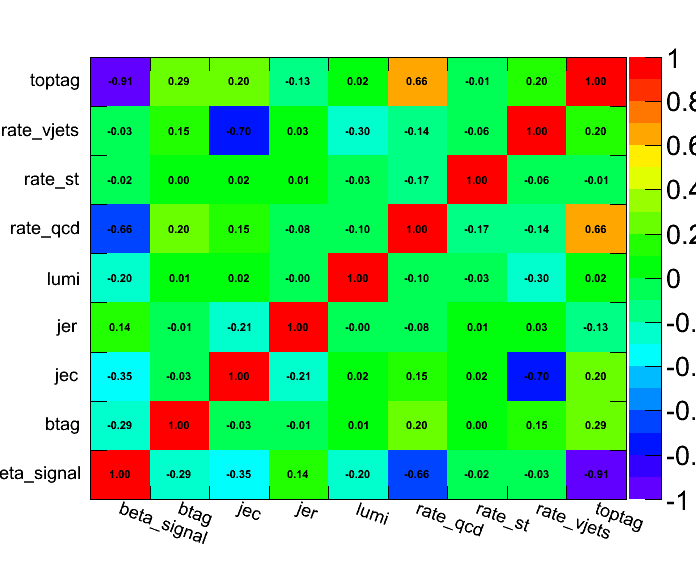 toptag -0.91 0.29 0.20 -0.13 0.02 0.66 -0.01 0.20 1.00
rate_vjets -0.03 0.15 -0.70 0.03 -0.30 -0.14 -0.06 1.00 0.20
rate_st -0.02 0.00 0.02 0.01 -0.03 -0.17 1.00 -0.06 -0.01
rate_qcd -0.66 0.20 0.15 -0.08 -0.10 1.00 -0.17 -0.14 0.66
lumi -0.20 0.01 0.02 -0.00 1.00 -0.10 -0.03 -0.30 0.02
jer 0.14 -0.01 -0.21 1.00 -0.00 -0.08 0.01 0.03 -0.13
jec -0.35 -0.03 1.00 -0.21 0.02 0.15 0.02 -0.70 0.20
btag -0.29 1.00 -0.03 -0.01 0.01 0.20 0.00 0.15 0.29
eta_signal 1.00 -0.29 -0.35 0.14 -0.20 -0.66 -0.02 -0.03 -0.91
beta_signal btag jec jer lumi rate_qcd rate_st rate_vjets toptag
1
0.8
0.6
0.4
0.2
0
-0.
-0.
-0.
-0.
-1